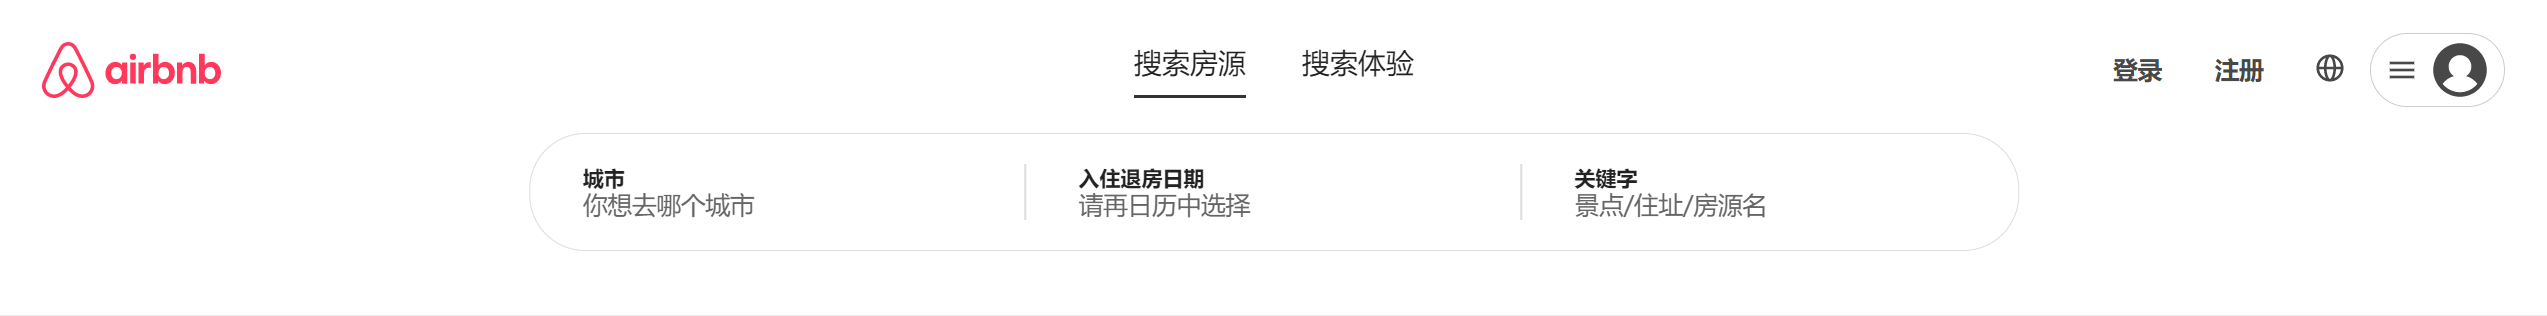 airbnb
搜索房源 搜索体验
登录 注册
城市
你想去哪个城市
入住退房日期
请再日历中选择
关键字
景点/住址/房源名